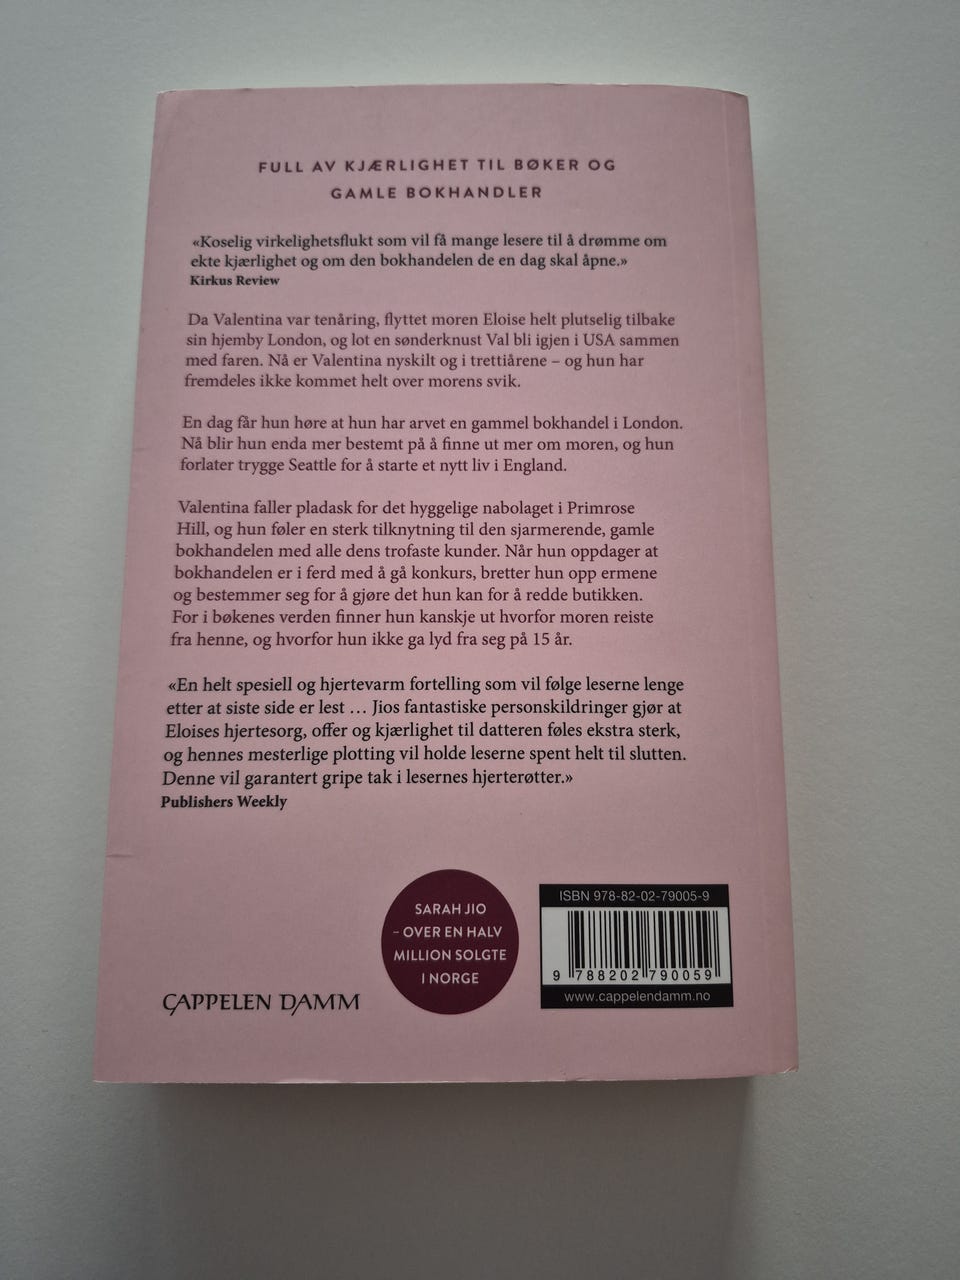 FULL AV KJÆRLIGHET TIL BØKER OG
GAMLE BOKHANDLER
«Koselig virkelighetsflukt som vil få mange lesere til å drømme om
ekte kjærlighet og om den bokhandelen de en dag skal åpne.»
Kirkus Review
Da Valentina var tenåring, flyttet moren Eloise helt plutselig tilbake
sin hjemby London, og lot en sønderknust Val bli igjen i USA sammen
med faren. Nå er Valentina nyskilt og i trettiårene – og hun har
fremdeles ikke kommet helt over morens svik.
En dag får hun høre at hun har arvet en gammel bokhandel i London.
Nå blir hun enda mer bestemt på å finne ut mer om moren, og hun
forlater trygge Seattle for å starte et nytt liv i England.
Valentina faller pladask for det hyggelige nabolaget i Primrose
Hill, og hun føler en sterk tilknytning til den sjarmerende, gamle
bokhandelen med alle dens trofaste kunder. Når hun oppdager at
bokhandelen er i ferd med å gå konkurs, bretter hun opp ermene
og bestemmer seg for å gjøre det hun kan for å redde butikken.
For i bøkenes verden finner hun kanskje ut hvorfor moren reiste
fra henne, og hvorfor hun ikke ga lyd fra seg på 15 år.
«En helt spesiell og hjertevarm fortelling som vil følge leserne lenge
etter at siste side er lest … Jios fantastiske personskildringer gjør at
Eloises hjertesorg, offer og kjærlighet til datteren føles ekstra sterk,
og hennes mesterlige plotting vil holde leserne spent helt til slutten.
Denne vil garantert gripe tak i lesernes hjerterøtter.»
Publishers Weekly
SARAH JIO
– OVER EN HALV
MILLION SOLGTE
I NORGE
CAPPELEN DAMM
ISBN 978-82-02-79005-9
9 788202 790059
www.cappelendamm.no